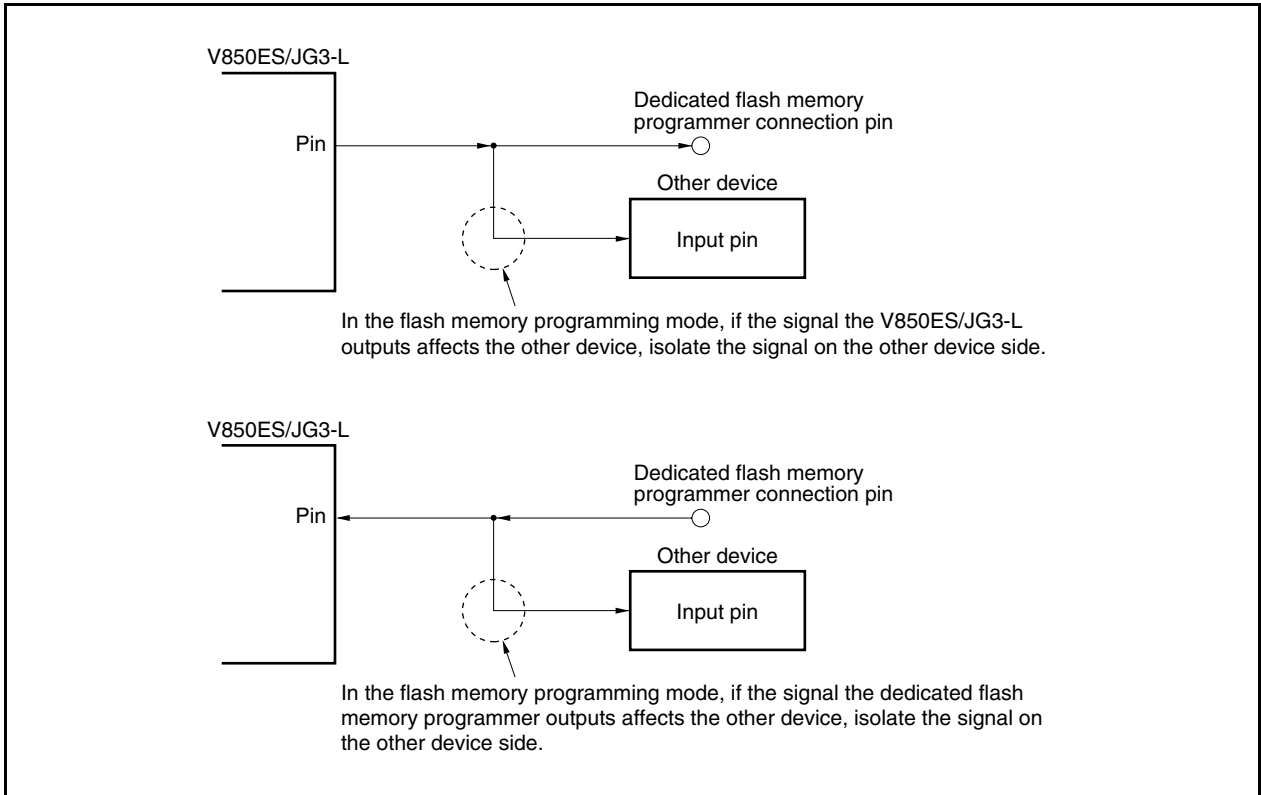 V850ES/JG3-L
Dedicated flash memory
programmer connection pin
Pin
Other device
Input pin
In the flash memory programming mode, if the signal the V850ES/JG3-L
outputs affects the other device, isolate the signal on the other device side.
V850ES/JG3-L
Dedicated flash memory
programmer connection pin
Pin
Other device
Input pin
In the flash memory programming mode, if the signal the dedicated flash
memory programmer outputs affects the other device, isolate the signal on
the other device side.